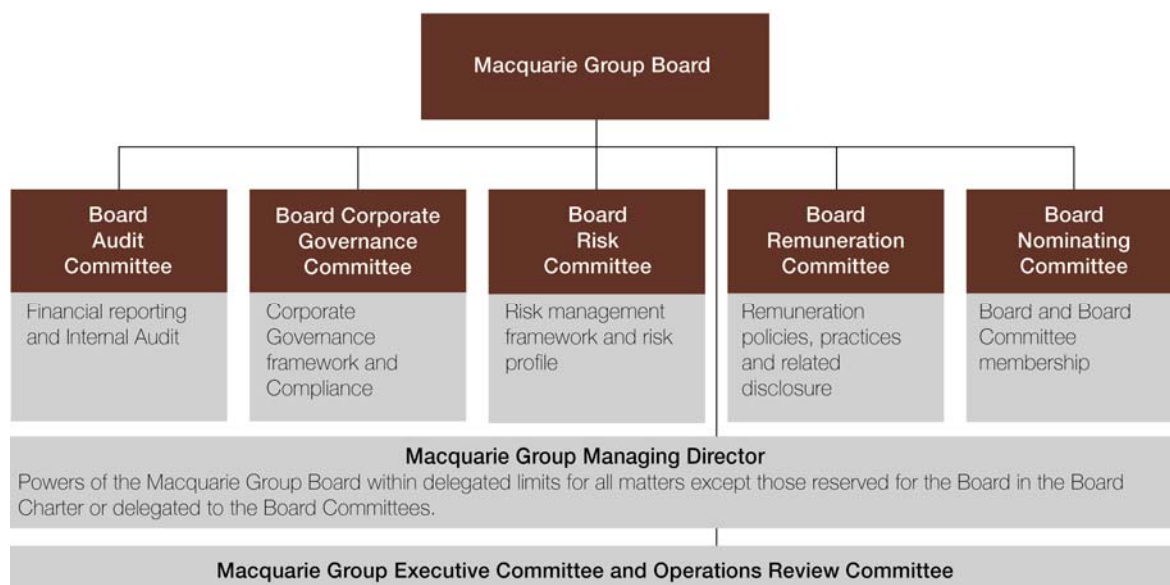 Macquarie Group Board
Board
Audit
Committee
Financial reporting
and Internal Audit
Board Corporate
Governance
Committee
Corporate
Governance
framework and
Compliance
Board
Risk
Committee
Risk management
framework and risk
profile
Board
Remuneration
Committee
Remuneration
policies, practices
and related
disclosure
Board
Nominating
Committee
Board and Board
Committee
membership
Macquarie Group Managing Director
Powers of the Macquarie Group Board within delegated limits for all matters except those reserved for the Board in the Board
Charter or delegated to the Board Committees.
Macquarie Group Executive Committee and Operations Review Committee